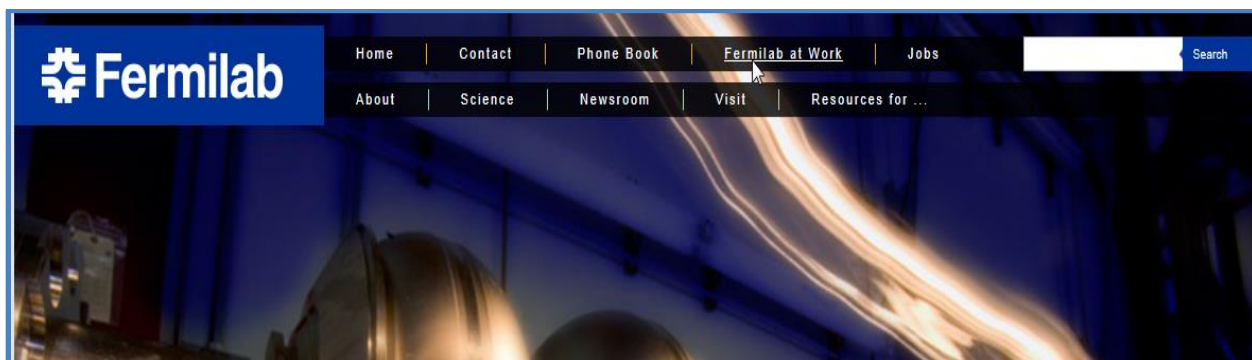 Fermilab
Home Contact Phone Book Fermilab at Work Jobs Search
About Science Newsroom Visit Resources for ...